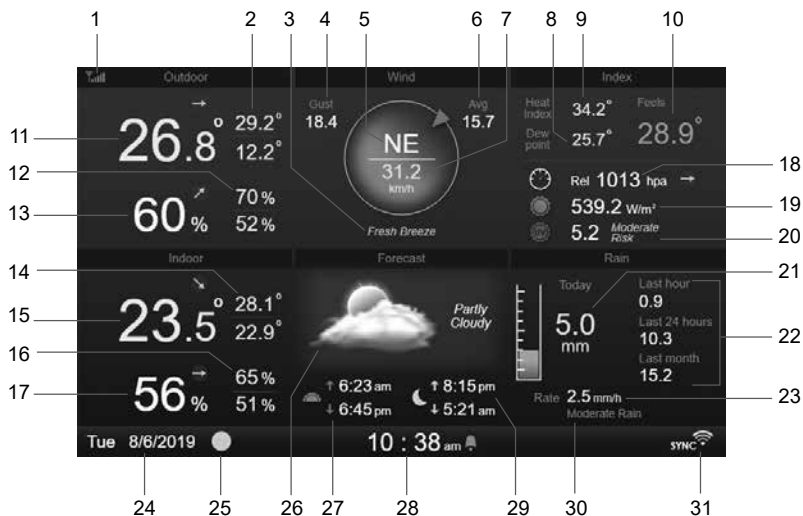 1 2 3 4 5 6 7 8 9 10
Outdoor Wind Index
11
26.8°
29.2°
12.2°
12
13
60%
70%
52%
Gust
18.4
Avg
15.7
NE
31.2
km/h
Fresh Breeze
Heat Index 34.2°
Dew point 25.7°
Feels
28.9°
Rel 1013 hpa
18
539.2 W/m²
19
5.2 Moderate Risk
20
Indoor Forecast Rain
14
15
23.5°
28.1°
22.9°
16
17
56%
65%
51%
Partly
Cloudy
6:23 am
6:45 pm
8:15 pm
5:21 am
Today
5.0
mm
21
Last hour
0.9
Last 24 hours
10.3
Last month
15.2
22
Rate 2.5 mm/h
23
Moderate Rain
Tue 8/6/2019 10 : 38 am SYNC
24 25 26 27 28 29 30 31